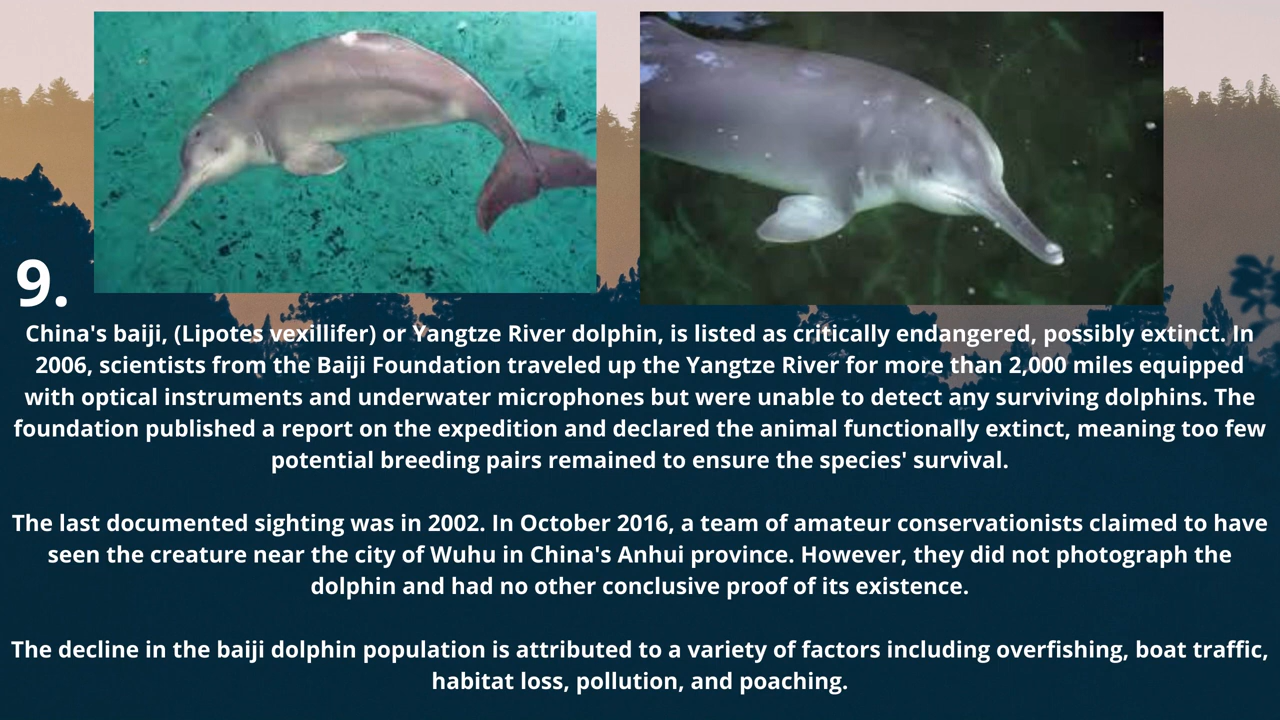 9.
China's baiji, (Lipotes vexillifer) or Yangtze River dolphin, is listed as critically endangered, possibly extinct. In
2006, scientists from the Baiji Foundation traveled up the Yangtze River for more than 2,000 miles equipped
with optical instruments and underwater microphones but were unable to detect any surviving dolphins. The
foundation published a report on the expedition and declared the animal functionally extinct, meaning too few
potential breeding pairs remained to ensure the species' survival.
The last documented sighting was in 2002. In October 2016, a team of amateur conservationists claimed to have
seen the creature near the city of Wuhu in China's Anhui province. However, they did not photograph the
dolphin and had no other conclusive proof of its existence.
The decline in the baiji dolphin population is attributed to a variety of factors including overfishing, boat traffic,
habitat loss, pollution, and poaching.